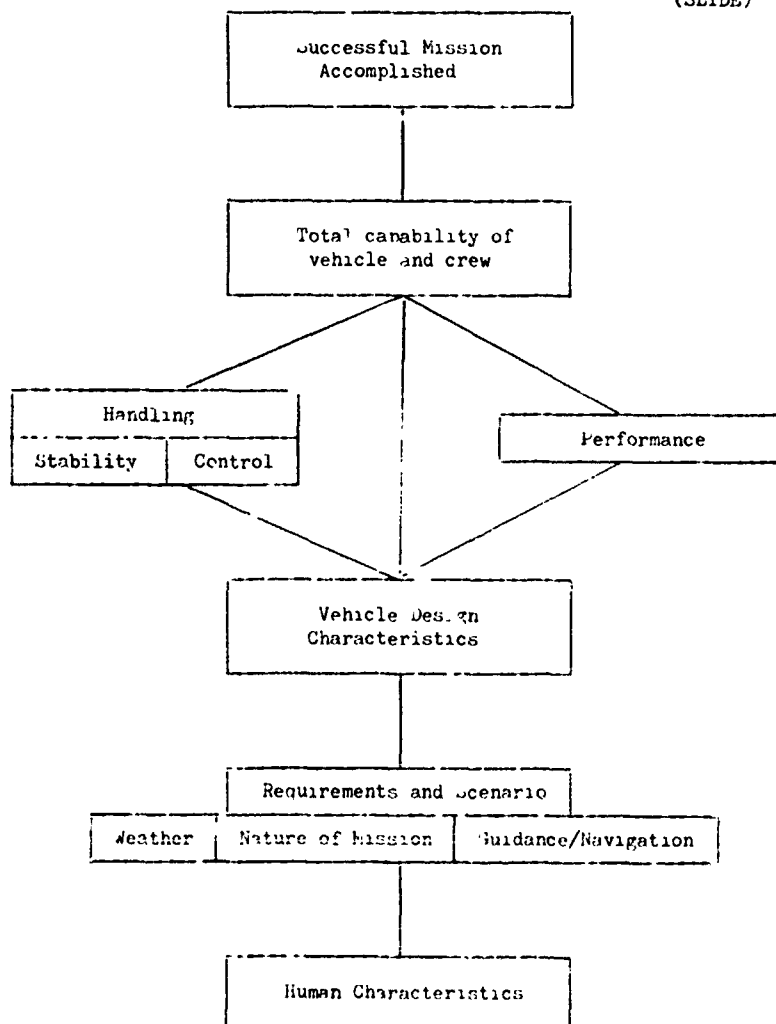 (SLIDE)
Successful Mission
Accomplished
Total capability of
vehicle and crew
Handling
Stability
Control
Performance
Vehicle Design
Characteristics
Requirements and Scenario
Weather
Nature of Mission
Guidance/Navigation
Human Characteristics